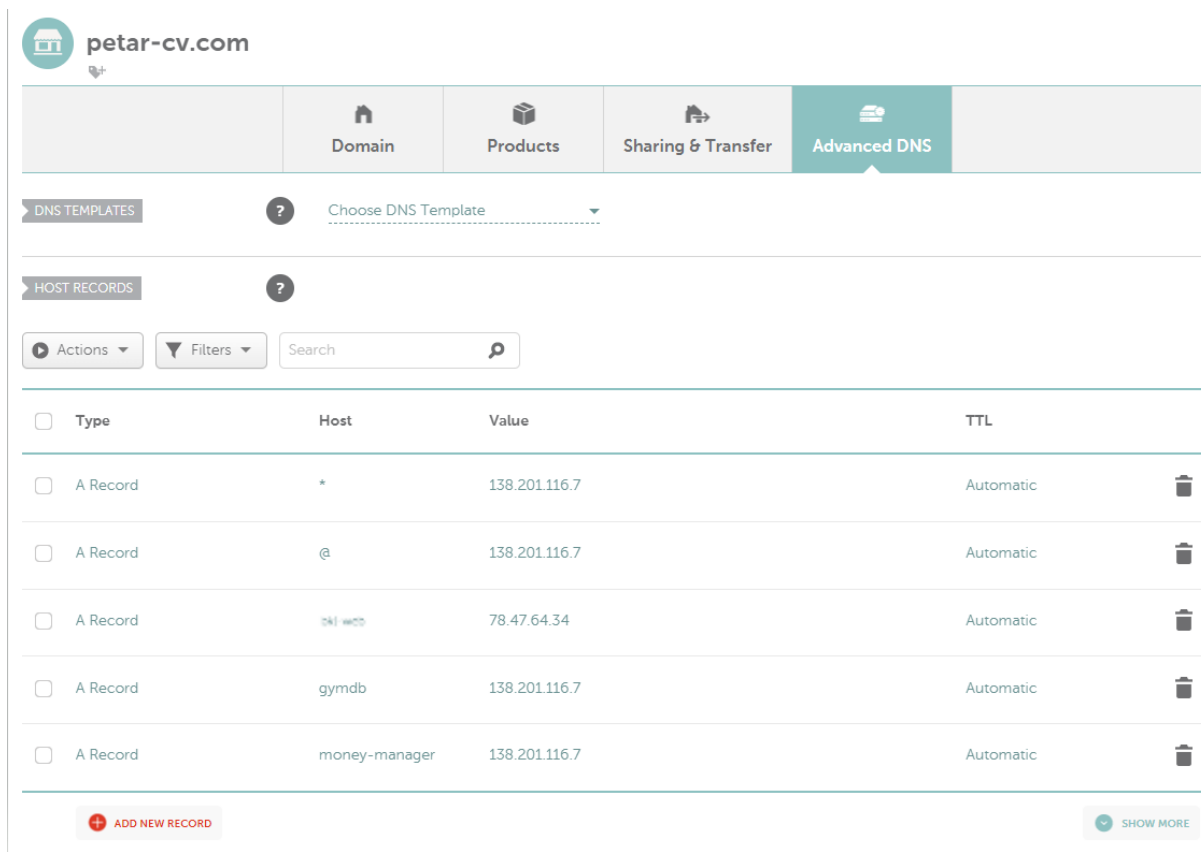 petar-cv.com
Domain Products Sharing & Transfer Advanced DNS
DNS TEMPLATES ? Choose DNS Template
HOST RECORDS ?
Actions Filters Search
Type Host Value TTL
A Record * 138.201.116.7 Automatic
A Record @ 138.201.116.7 Automatic
A Record 78.47.64.34 Automatic
A Record gymdb 138.201.116.7 Automatic
A Record money-manager 138.201.116.7 Automatic
ADD NEW RECORD SHOW MORE